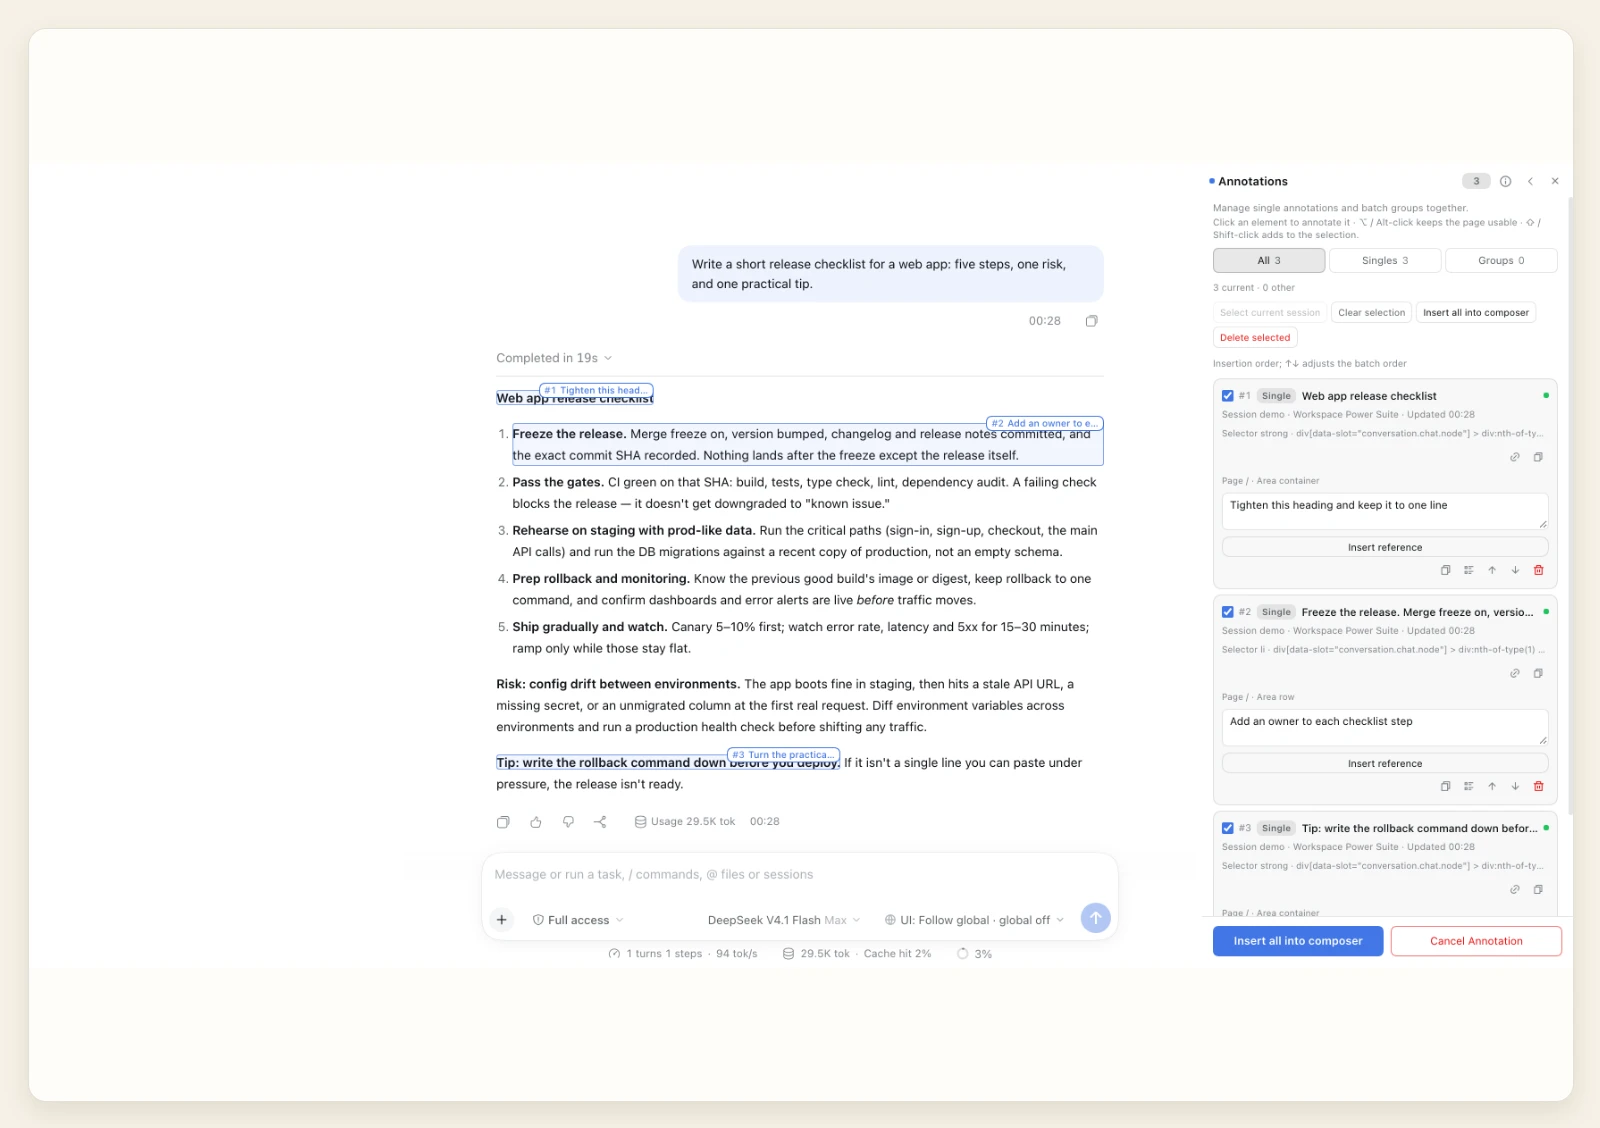 Write a short release checklist for a web app: five steps, one risk,
and one practical tip.
00:28
Completed in 19s
#1 Tighten this head...
Web app release checklist
#2 Add an owner to e...
1. Freeze the release. Merge freeze on, version bumped, changelog and release notes committed, and
the exact commit SHA recorded. Nothing lands after the freeze except the release itself.
2. Pass the gates. CI green on that SHA: build, tests, type check, lint, dependency audit. A failing check
blocks the release — it doesn't get downgraded to "known issue."
3. Rehearse on staging with prod-like data. Run the critical paths (sign-in, sign-up, checkout, the main
API calls) and run the DB migrations against a recent copy of production, not an empty schema.
4. Prep rollback and monitoring. Know the previous good build's image or digest, keep rollback to one
command, and confirm dashboards and error alerts are live before traffic moves.
5. Ship gradually and watch. Canary 5–10% first; watch error rate, latency and 5xx for 15–30 minutes;
ramp only while those stay flat.
Risk: config drift between environments. The app boots fine in staging, then hits a stale API URL, a
missing secret, or an unmigrated column at the first real request. Diff environment variables across
environments and run a production health check before shifting any traffic.
#3 Turn the practica...
Tip: write the rollback command down before you deploy. If it isn't a single line you can paste under
pressure, the release isn't ready.
Usage 29.5K tok 00:28
Message or run a task, / commands, @ files or sessions
Full access DeepSeek V4.1 Flash Max UI: Follow global · global off
1 turns 1 steps · 94 tok/s 29.5K tok · Cache hit 2% 3%
Annotations 3
Manage single annotations and batch groups together.
Click an element to annotate it · ⌥ / Alt-click keeps the page usable · ⇧ /
Shift-click adds to the selection.
All 3 Singles 3 Groups 0
3 current · 0 other
Select current session Clear selection Insert all into composer
Delete selected
Insertion order; ↑↓ adjusts the batch order
#1 Single Web app release checklist
Session demo · Workspace Power Suite · Updated 00:28
Selector strong · div[data-slot="conversation.chat.node"] > div:nth-of-ty...
Page / · Area container
Tighten this heading and keep it to one line
Insert reference
#2 Single Freeze the release. Merge freeze on, versio...
Session demo · Workspace Power Suite · Updated 00:28
Selector li · div[data-slot="conversation.chat.node"] > div:nth-of-type(1) ...
Page / · Area row
Add an owner to each checklist step
Insert reference
#3 Single Tip: write the rollback command down befor...
Session demo · Workspace Power Suite · Updated 00:28
Selector strong · div[data-slot="conversation.chat.node"] > div:nth-of-ty...
Page / · Area container
Insert all into composer Cancel Annotation